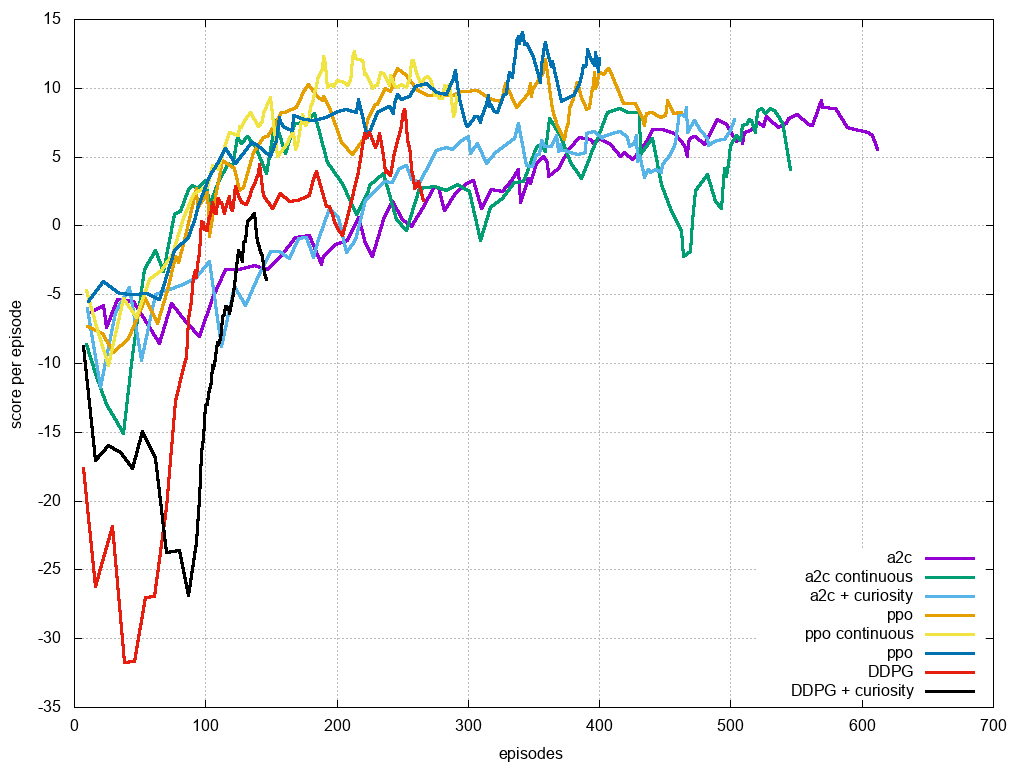 15
10
5
0
-5
-10
-15
-20
-25
-30
-35
score per episode
a2c
a2c continuous
a2c + curiosity
ppo
ppo continuous
ppo
DDPG
DDPG + curiosity
0 100 200 300 400 500 600 700
episodes